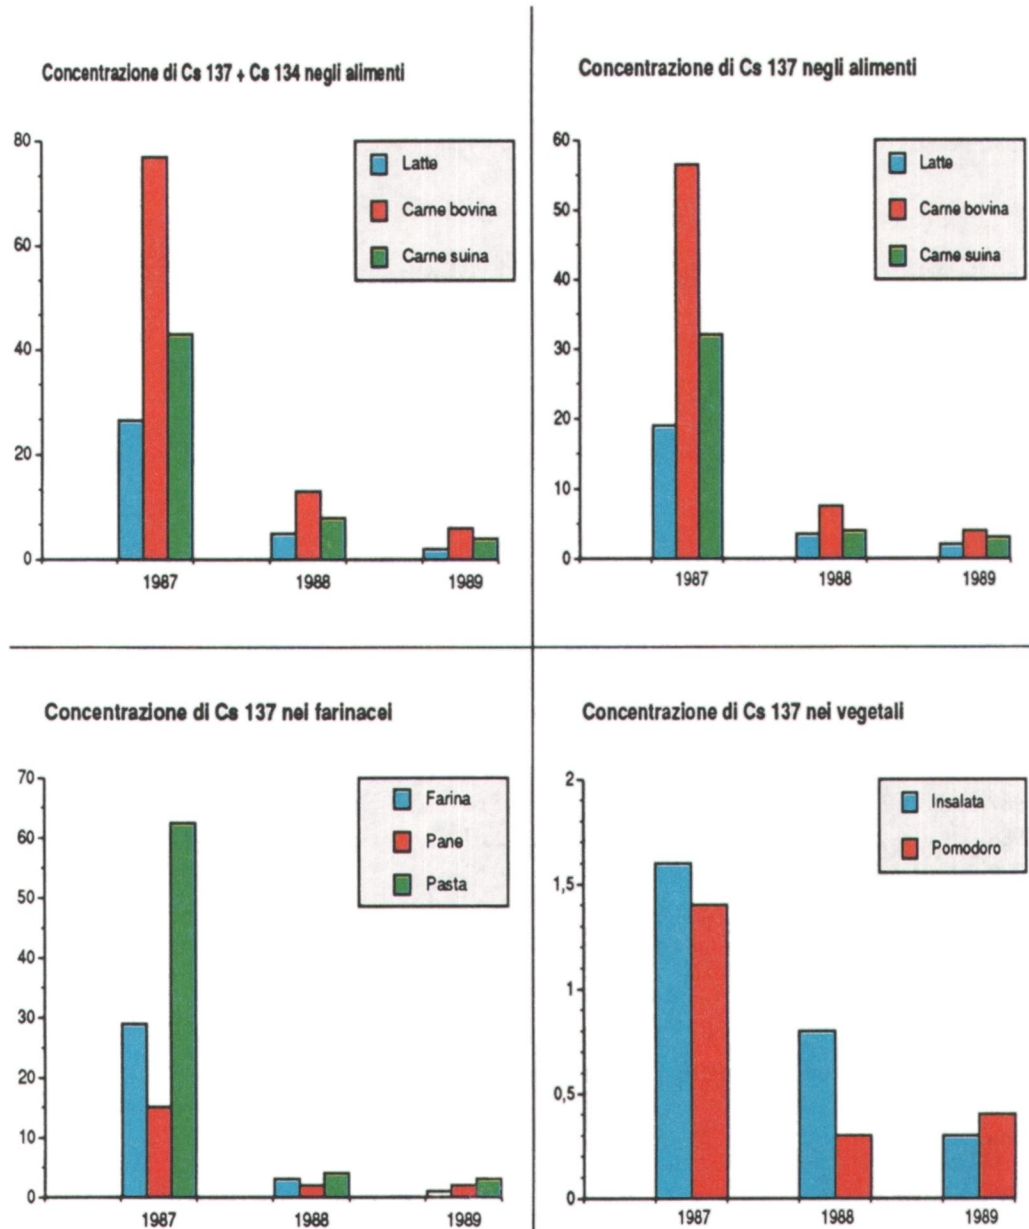 Concentrazione di Cs 137 + Cs 134 negli alimenti
80
60
40
20
0
Latte
Carne bovina
Carne suina
1987
1988
1989
Concentrazione di Cs 137 negli alimenti
60
50
40
30
20
10
0
Latte
Carne bovina
Carne suina
1987
1988
1989
Concentrazione di Cs 137 nei farinacei
70
60
50
40
30
20
10
0
Farina
Pane
Pasta
1987
1988
1989
Concentrazione di Cs 137 nei vegetali
2
1,5
1
0,5
0
Insalata
Pomodoro
1987
1988
1989